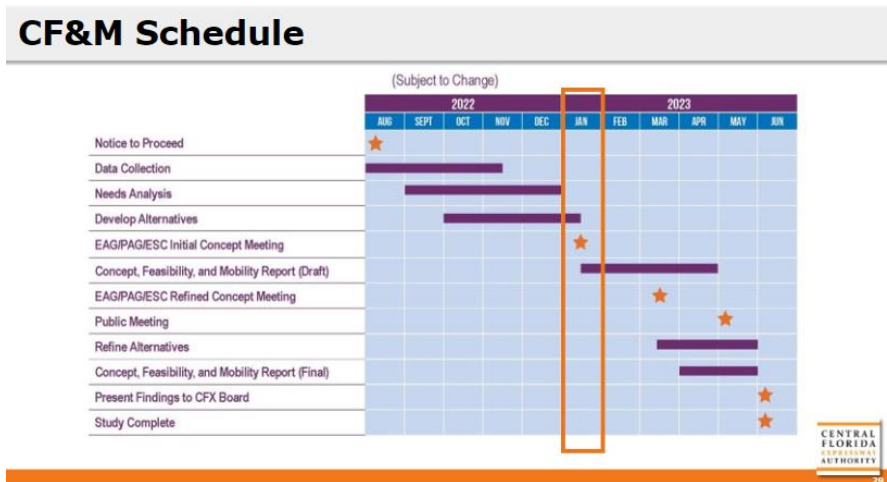 CF&M Schedule
(Subject to Change)
2022 2023
AUG SEPT OCT NOV DEC JAN FEB MAR APR MAY JUN
Notice to Proceed
Data Collection
Needs Analysis
Develop Alternatives
EAG/PAG/ESC Initial Concept Meeting
Concept, Feasibility, and Mobility Report (Draft)
EAG/PAG/ESC Refined Concept Meeting
Public Meeting
Refine Alternatives
Concept, Feasibility, and Mobility Report (Final)
Present Findings to CFX Board
Study Complete
CENTRAL
FLORIDA
EXPRESSWAY
AUTHORITY